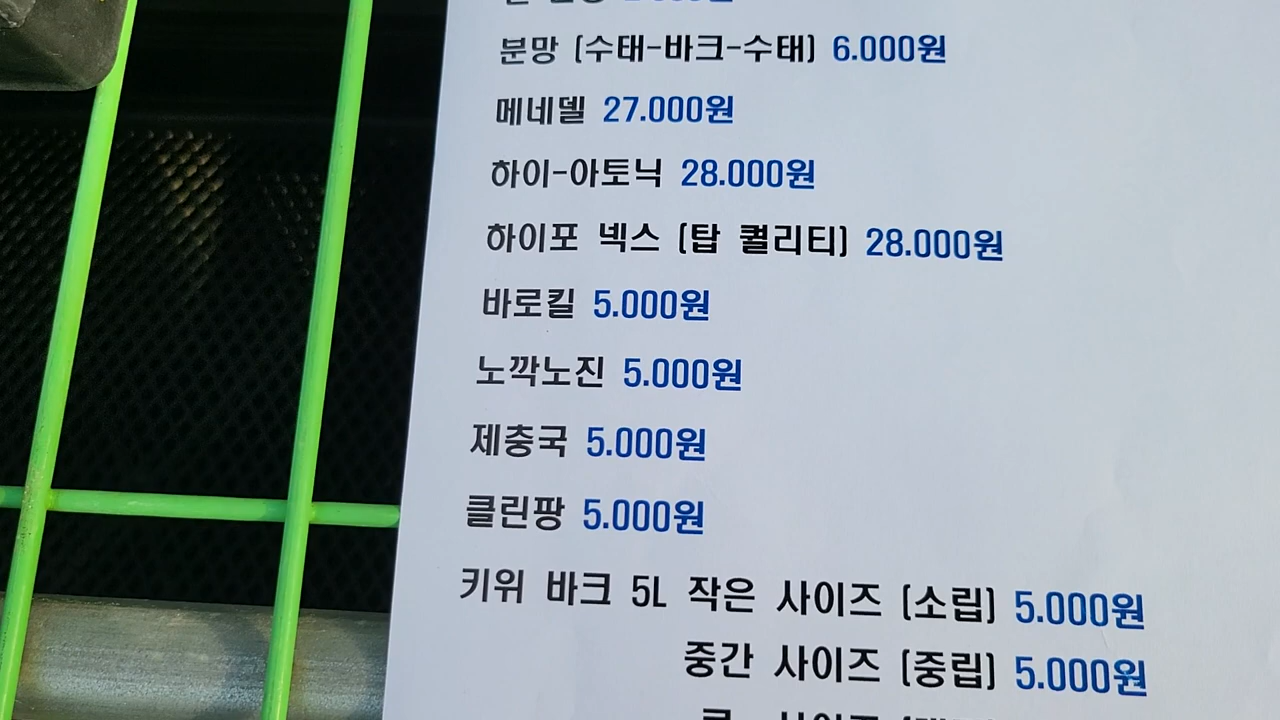 분망 (수태-바크-수태) 6.000원
메네델 27.000원
하이-아토닉 28.000원
하이포 넥스 (탑 퀄리티) 28.000원
바로킬 5.000원
노깍노진 5.000원
제충국 5.000원
클린팡 5.000원
키위 바크 5L 작은 사이즈 (소립) 5.000원
중간 사이즈 (중립) 5.000원